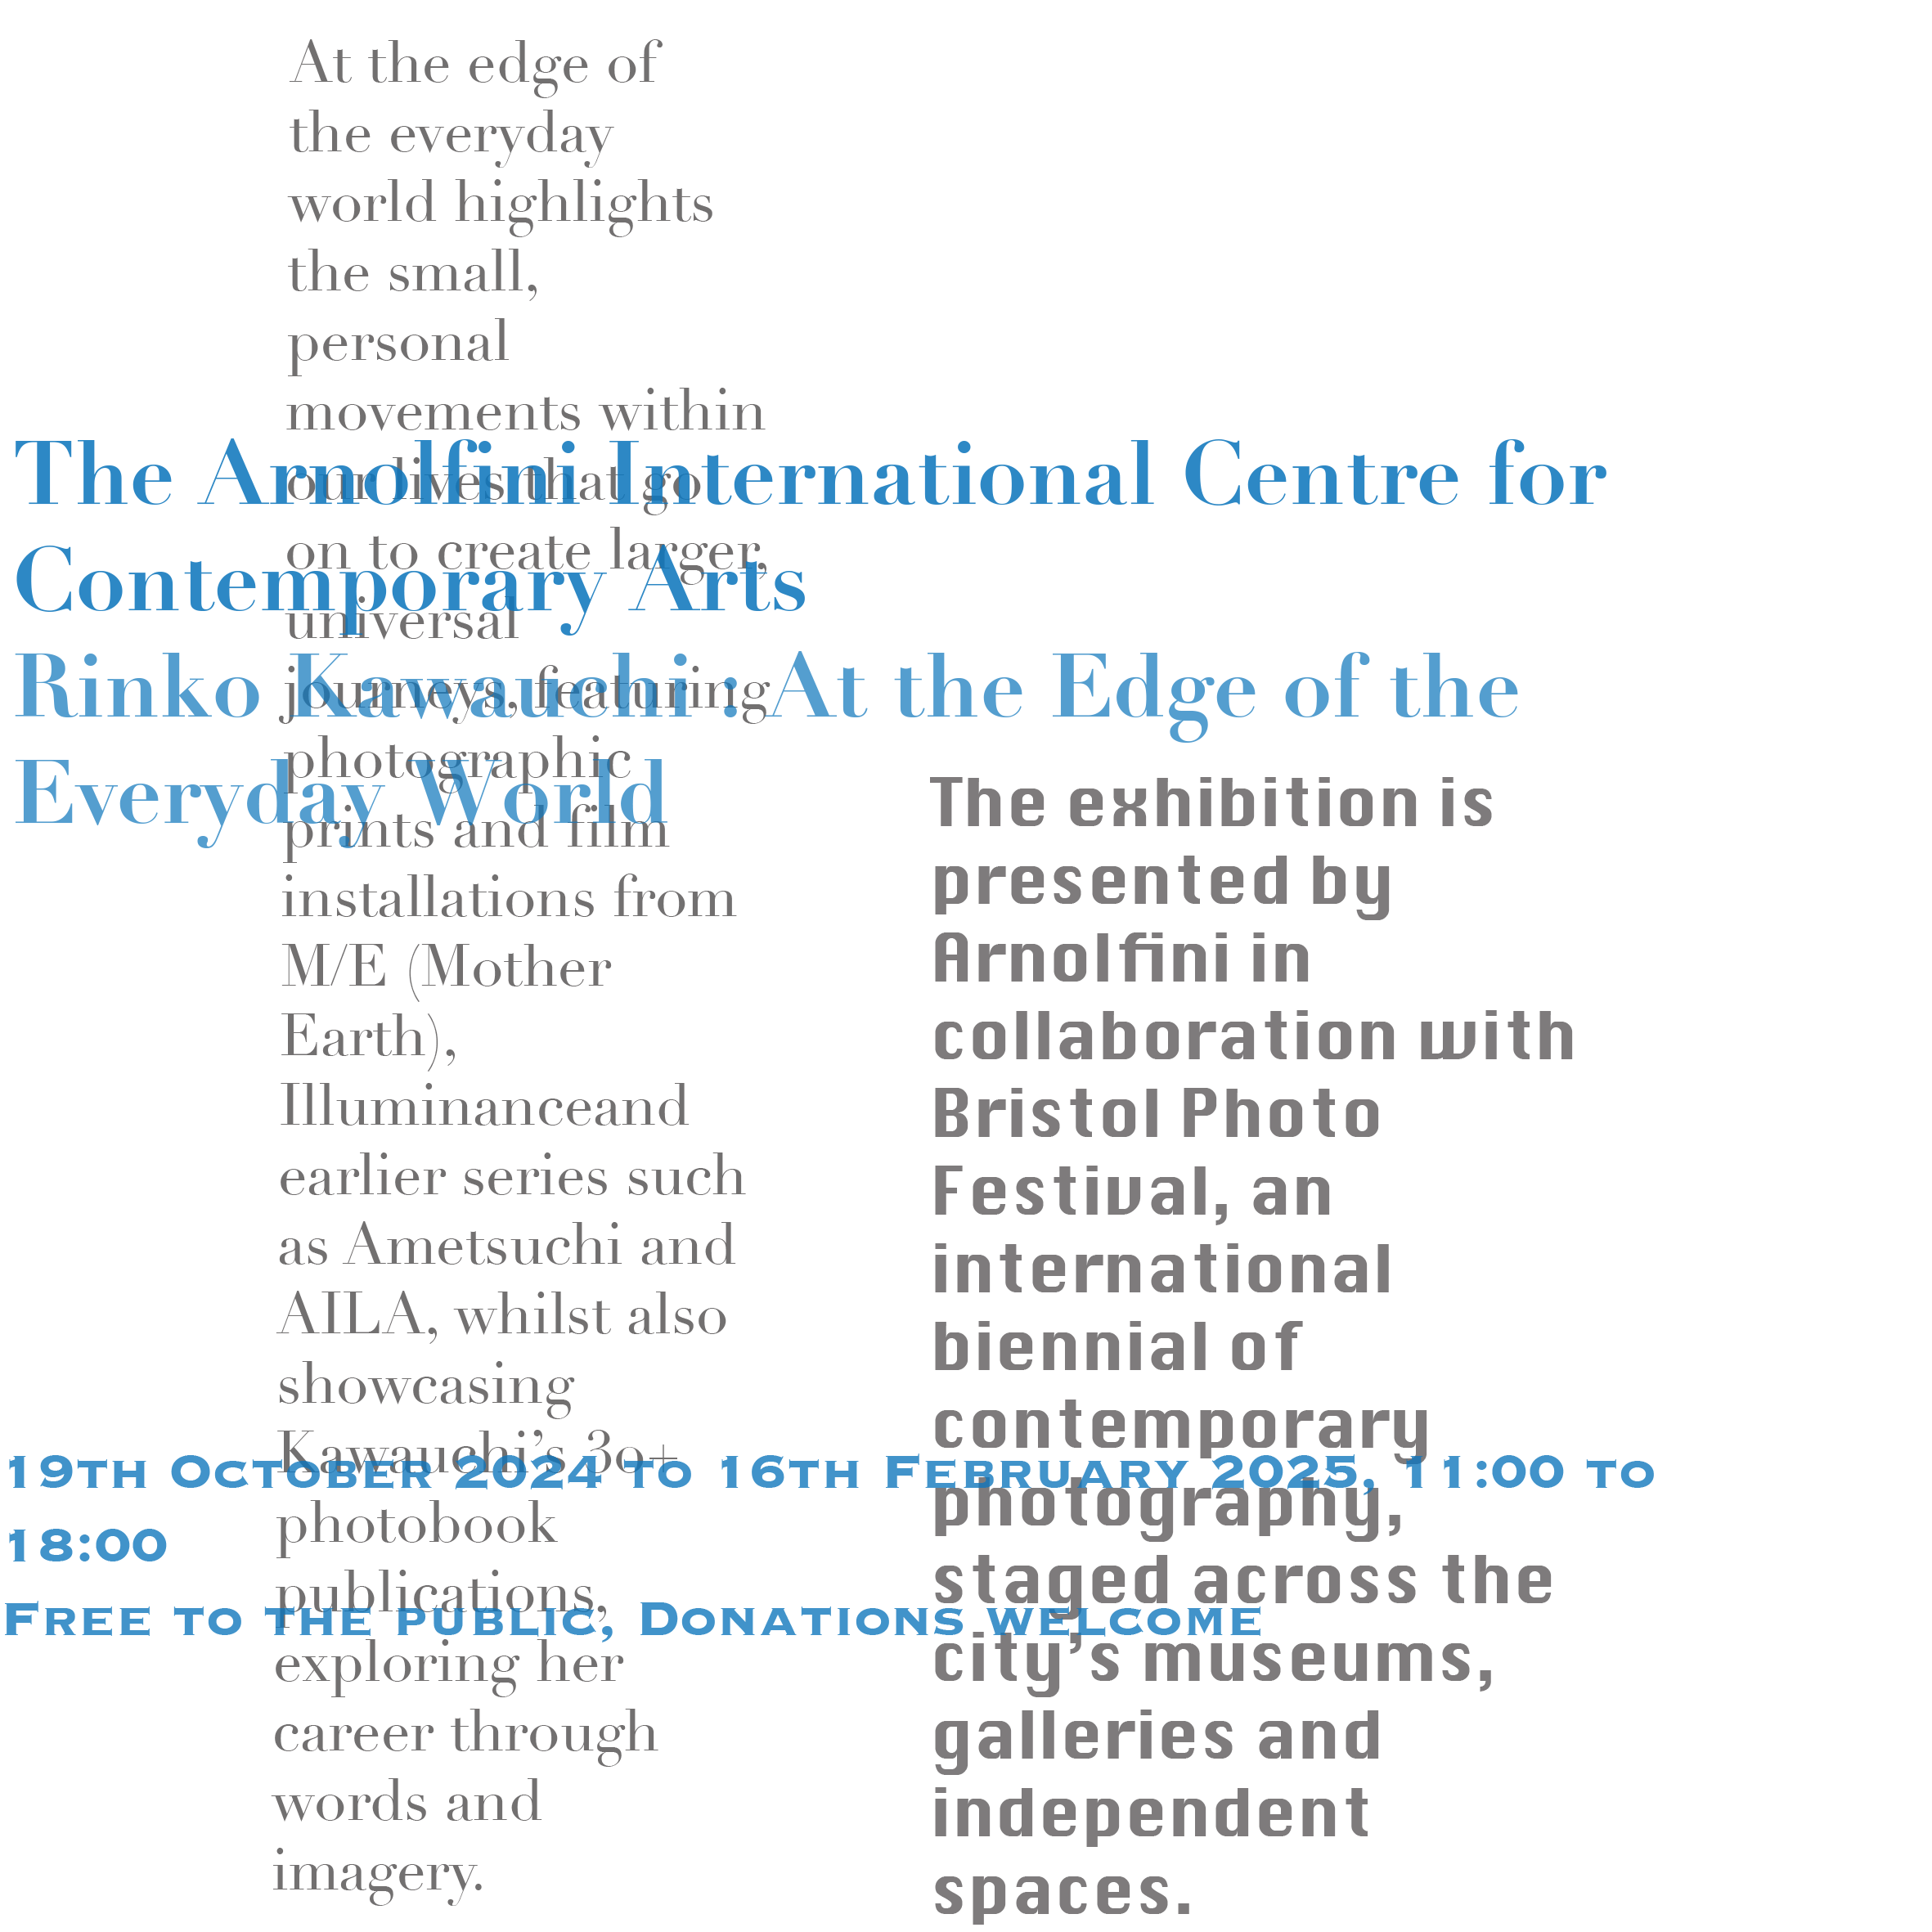 At the edge of
the everyday
world highlights
the small,
personal
movements within
our lives that go
on to create larger,
universal
journeys, featuring
photographic
prints and film
installations from
M/E (Mother
Earth),
Illuminanceand
earlier series such
as Ametsuchi and
AILA, whilst also
showcasing
Kawauchi’s 30+
photobook
publications,
exploring her
career through
words and
imagery.
The Arnolfini International Centre for
Contemporary Arts
Rinko Kawauchi : At the Edge of the
Everyday World
The exhibition is
presented by
Arnolfini in
collaboration with
Bristol Photo
Festival, an
international
biennial of
contemporary
photography,
staged across the
city’s museums,
galleries and
independent
spaces.
19th October 2024 to 16th February 2025, 11:00 to
18:00
Free to the public, Donations welcome